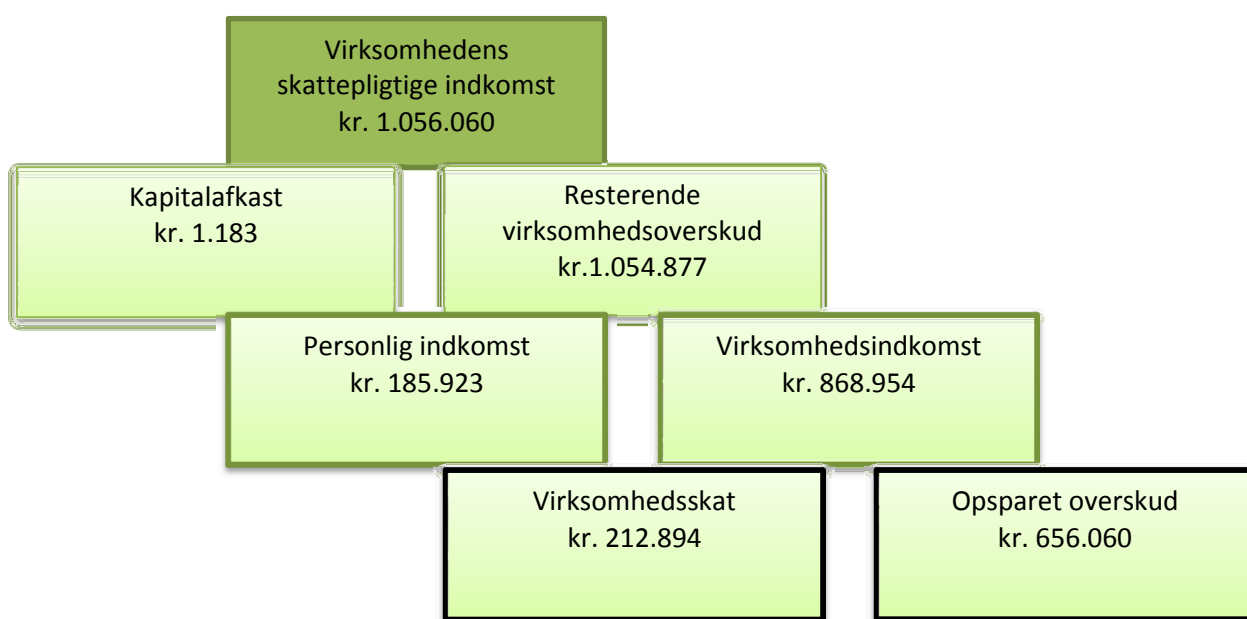 Virksomhedens
skattepligtige indkomst
kr. 1.056.060
Kapitalafkast
kr. 1.183
Resterende
virksomhedsoverskud
kr.1.054.877
Personlig indkomst
kr. 185.923
Virksomhedsindkomst
kr. 868.954
Virksomhedsskat
kr. 212.894
Opsparet overskud
kr. 656.060